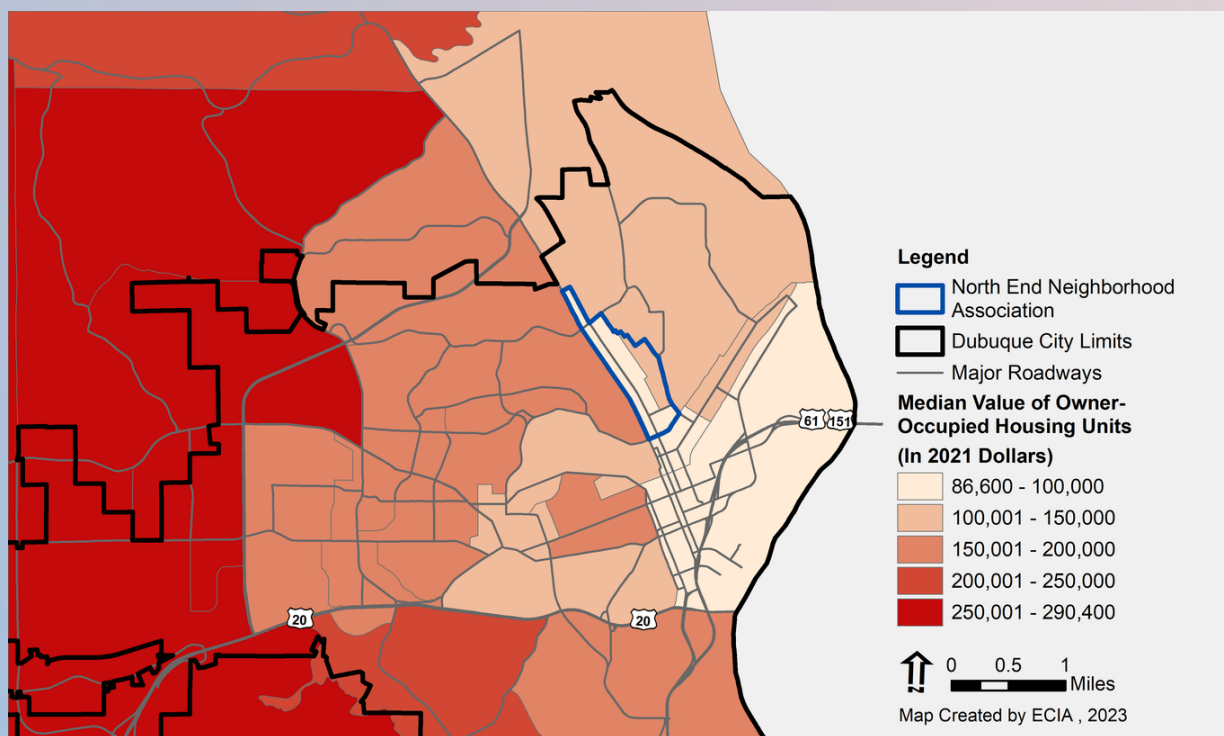 Legend
North End Neighborhood
Association
Dubuque City Limits
Major Roadways
Median Value of Owner-
Occupied Housing Units
(In 2021 Dollars)
86,600 - 100,000
100,001 - 150,000
150,001 - 200,000
200,001 - 250,000
250,001 - 290,400
61 151
20
20
N
0 0.5 1
Miles
Map Created by ECIA , 2023